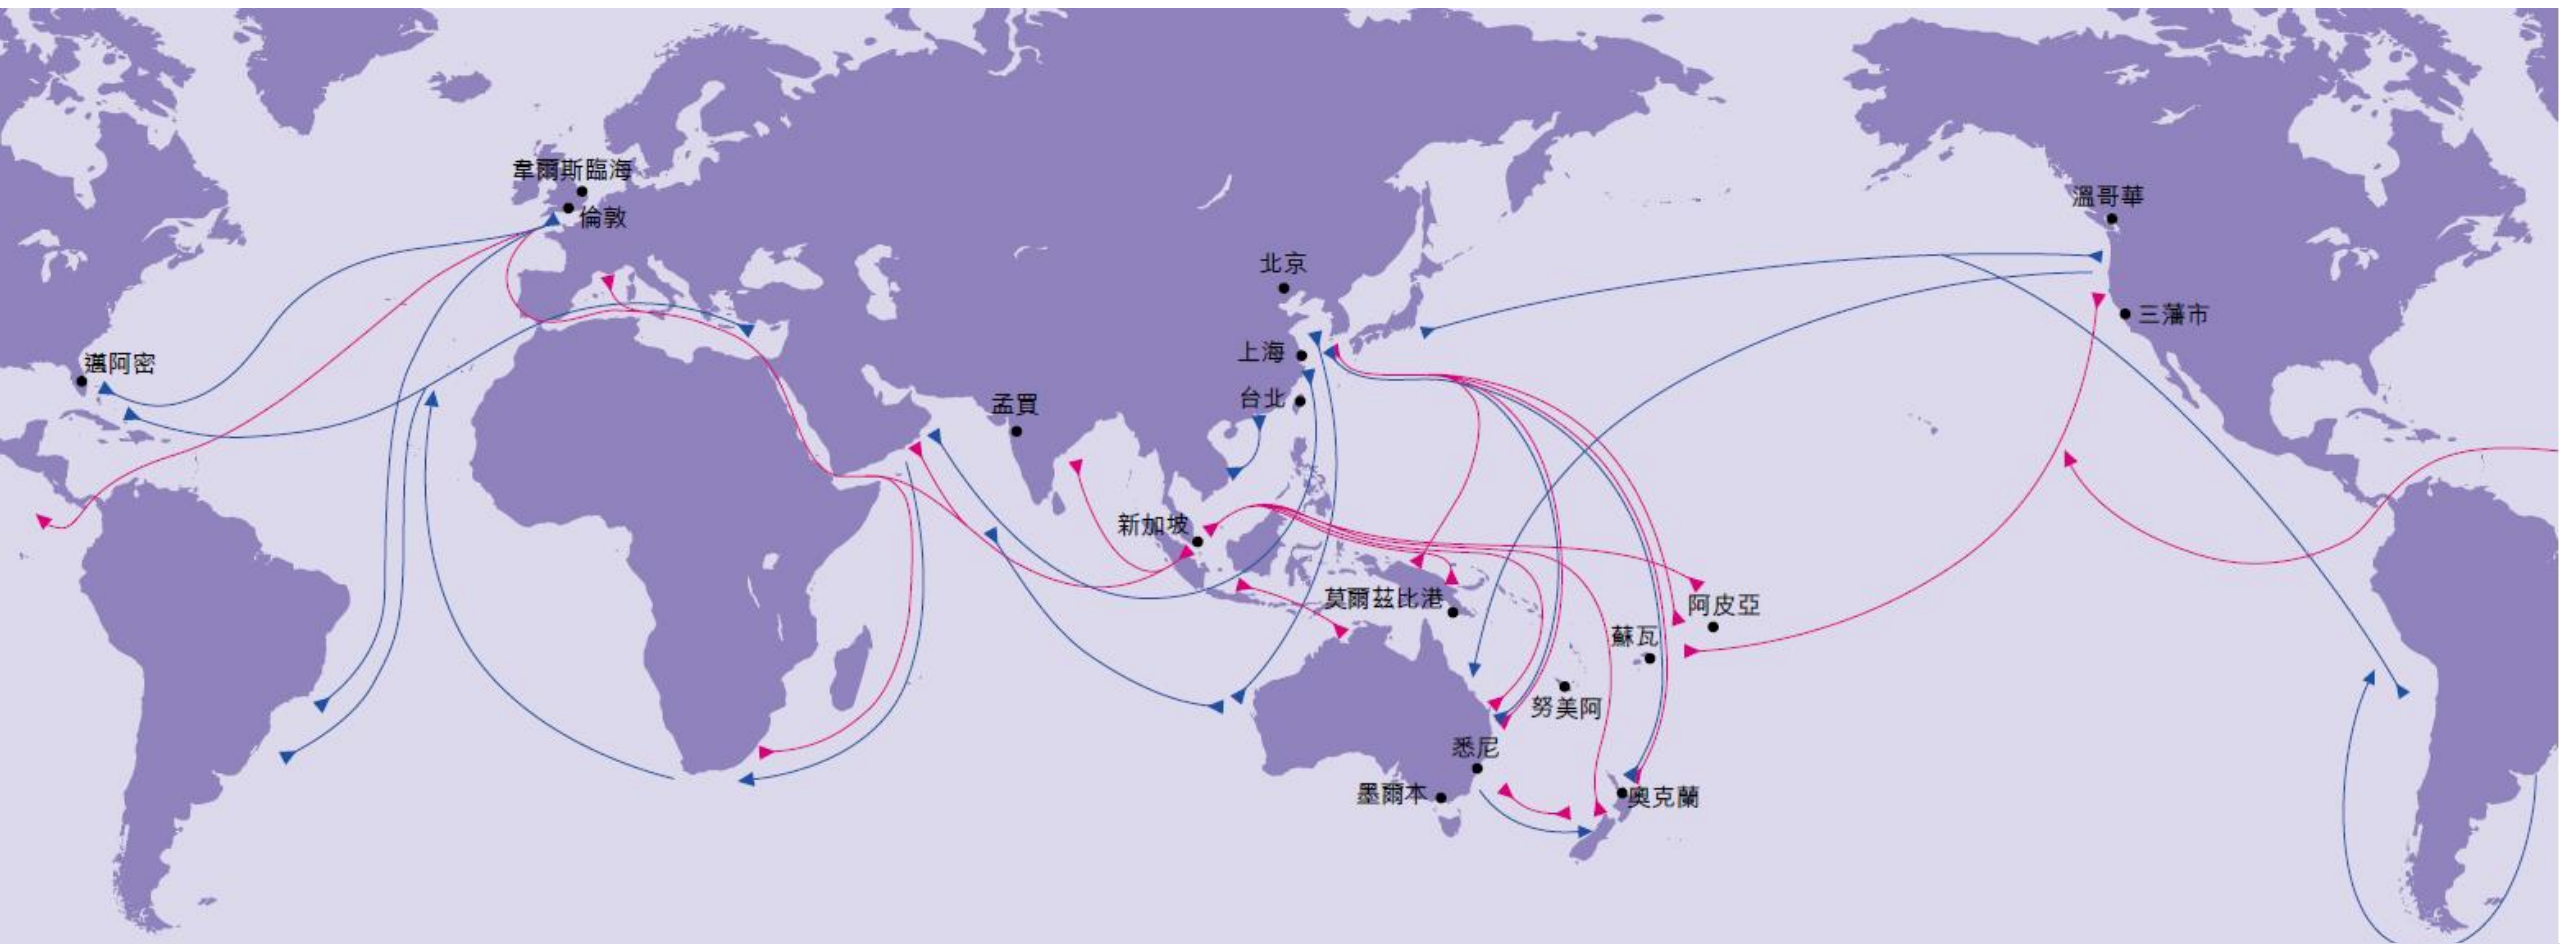 韋爾斯臨海
倫敦
溫哥華
北京
三藩市
上海
邁阿密
台北
孟買
新加坡
莫爾茲比港
阿皮亞
蘇瓦
努美阿
悉尼
墨爾本
奧克蘭